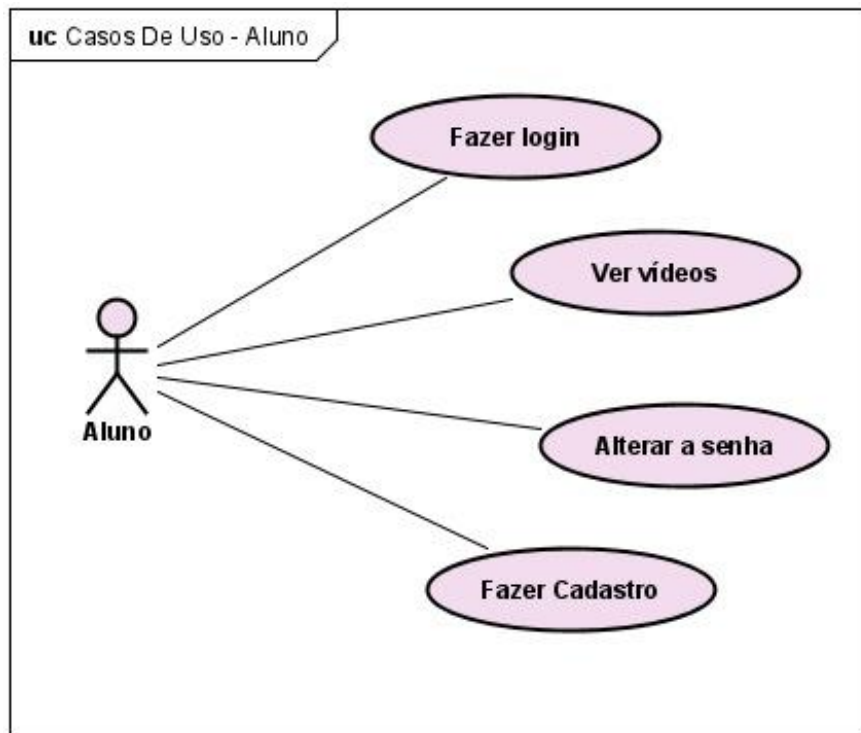 uc Casos De Uso - Aluno
Fazer login
Ver vídeos
Aluno
Alterar a senha
Fazer Cadastro